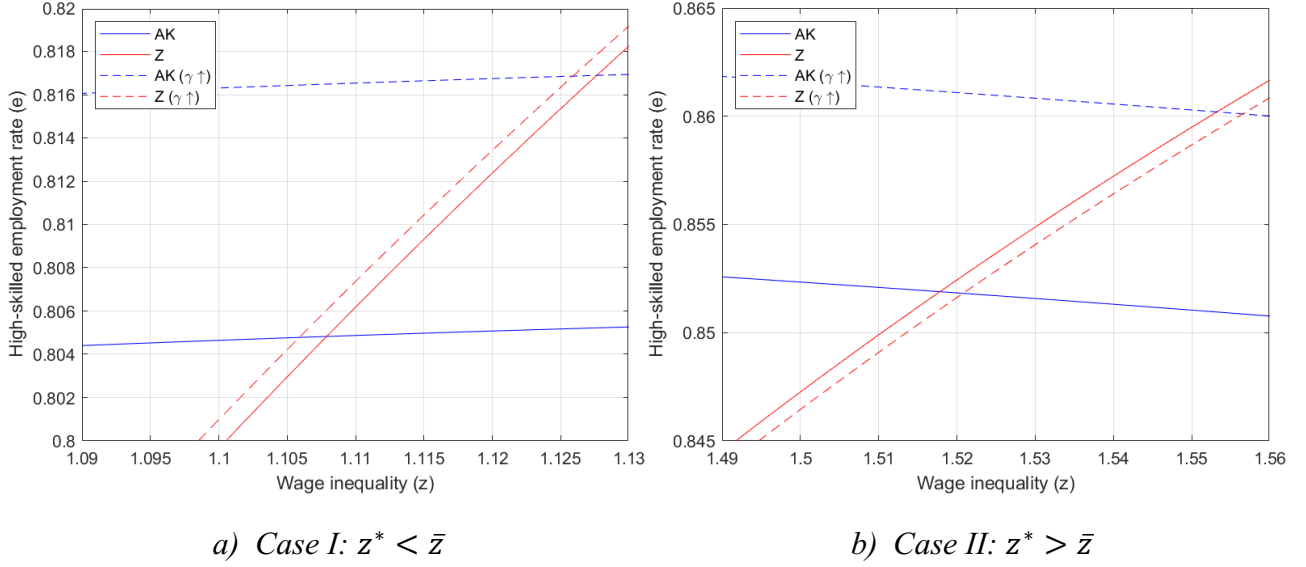 0.82
0.818
0.816
0.814
0.812
0.81
0.808
0.806
0.804
0.802
0.8
High-skilled employment rate (e)
AK
Z
AK (γ ↑)
Z (γ ↑)
1.09 1.095 1.1 1.105 1.11 1.115 1.12 1.125 1.13
Wage inequality (z)
a) Case I: z* < z̄
0.865
0.86
0.855
0.85
0.845
High-skilled employment rate (e)
AK
Z
AK (γ ↑)
Z (γ ↑)
1.49 1.5 1.51 1.52 1.53 1.54 1.55 1.56
Wage inequality (z)
b) Case II: z* > z̄